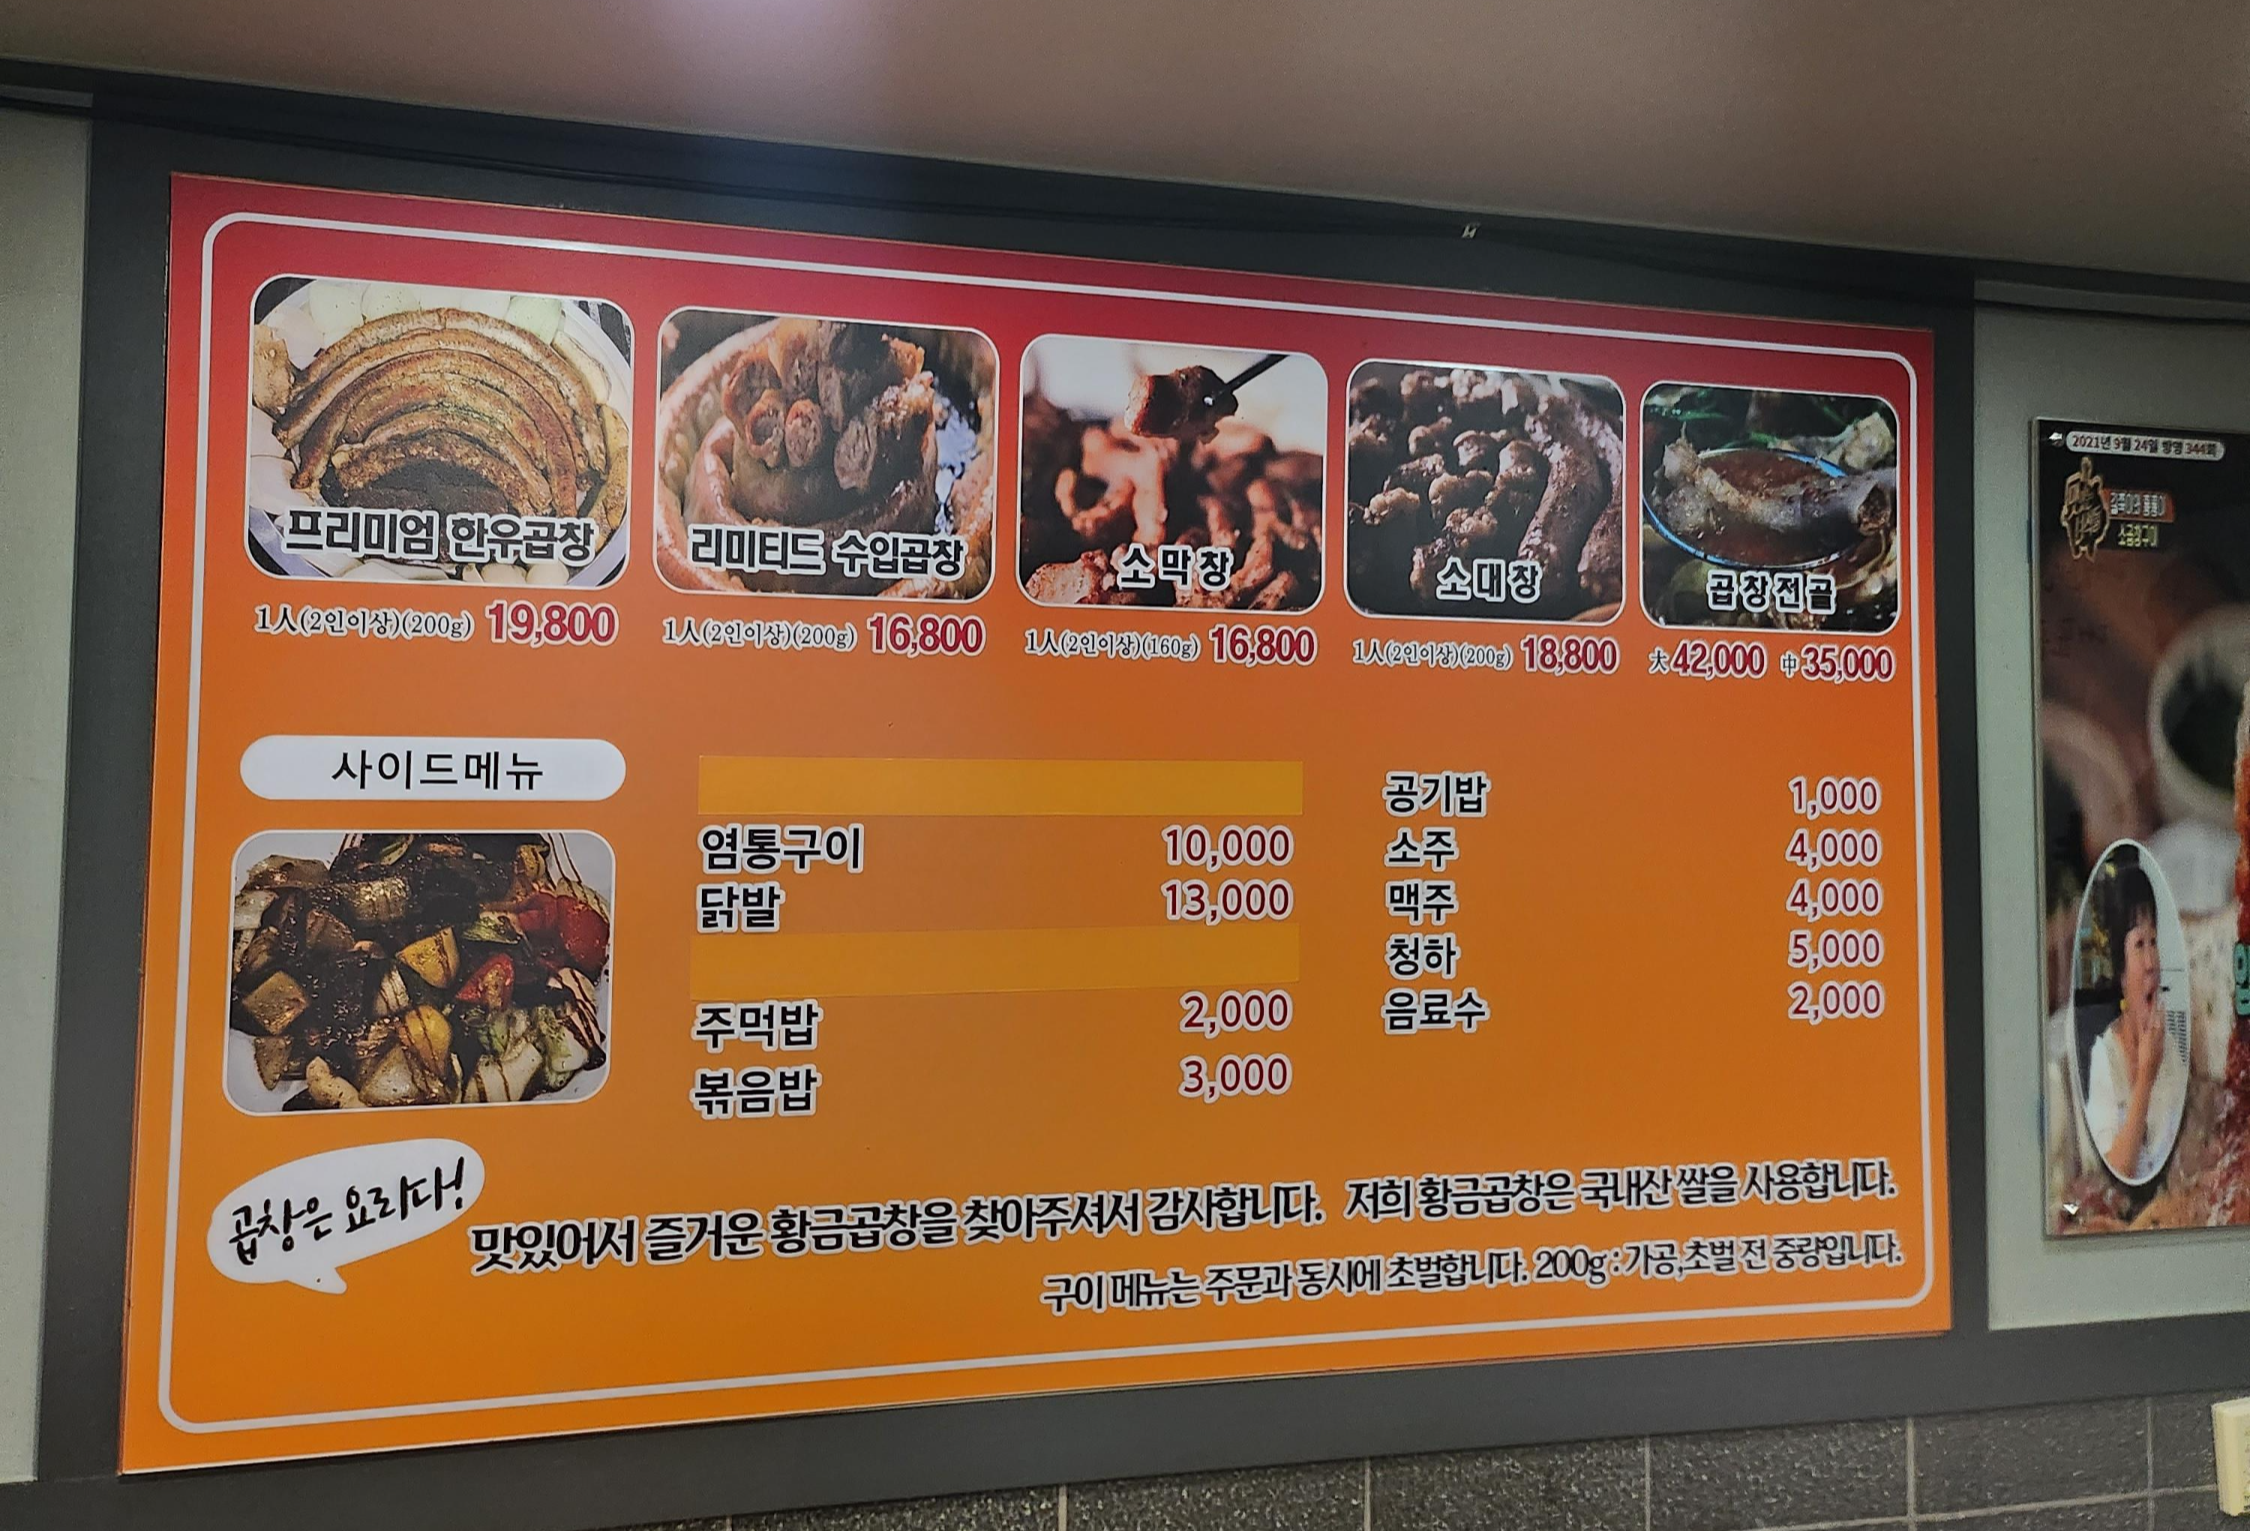 프리미엄 한우곱창
1人(2인이상)(200g) 19,800
리미티드 수입곱창
1人(2인이상)(200g) 16,800
소막창
1人(2인이상)(160g) 16,800
소대창
1人(2인이상)(200g) 18,800
곱창전골
大 42,000 中 35,000
사이드메뉴
염통구이 10,000
닭발 13,000
주먹밥 2,000
볶음밥 3,000
공기밥 1,000
소주 4,000
맥주 4,000
청하 5,000
음료수 2,000
곱창은 요리다!
맛있어서 즐거운 황금곱창을 찾아주셔서 감사합니다. 저희 황금곱창은 국내산 쌀을 사용합니다.
구이 메뉴는 주문과 동시에 초벌합니다. 200g : 가공,초벌 전 중량입니다.
2021년 9월 24일 방영 344회
소곱창구이